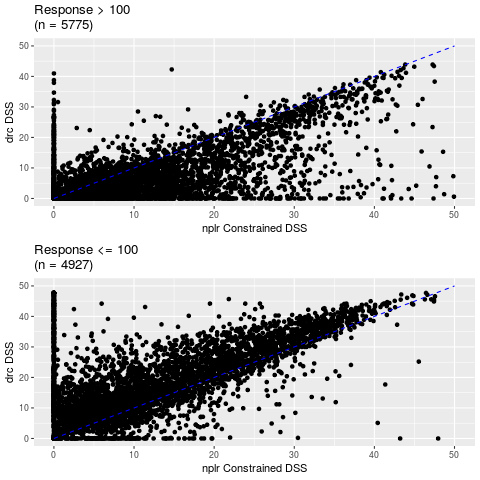 Response > 100
(n = 5775)
50
40
30
20
10
0
drc DSS
0 10 20 30 40 50
nplr Constrained DSS
Response <= 100
(n = 4927)
50
40
30
20
10
0
drc DSS
0 10 20 30 40 50
nplr Constrained DSS